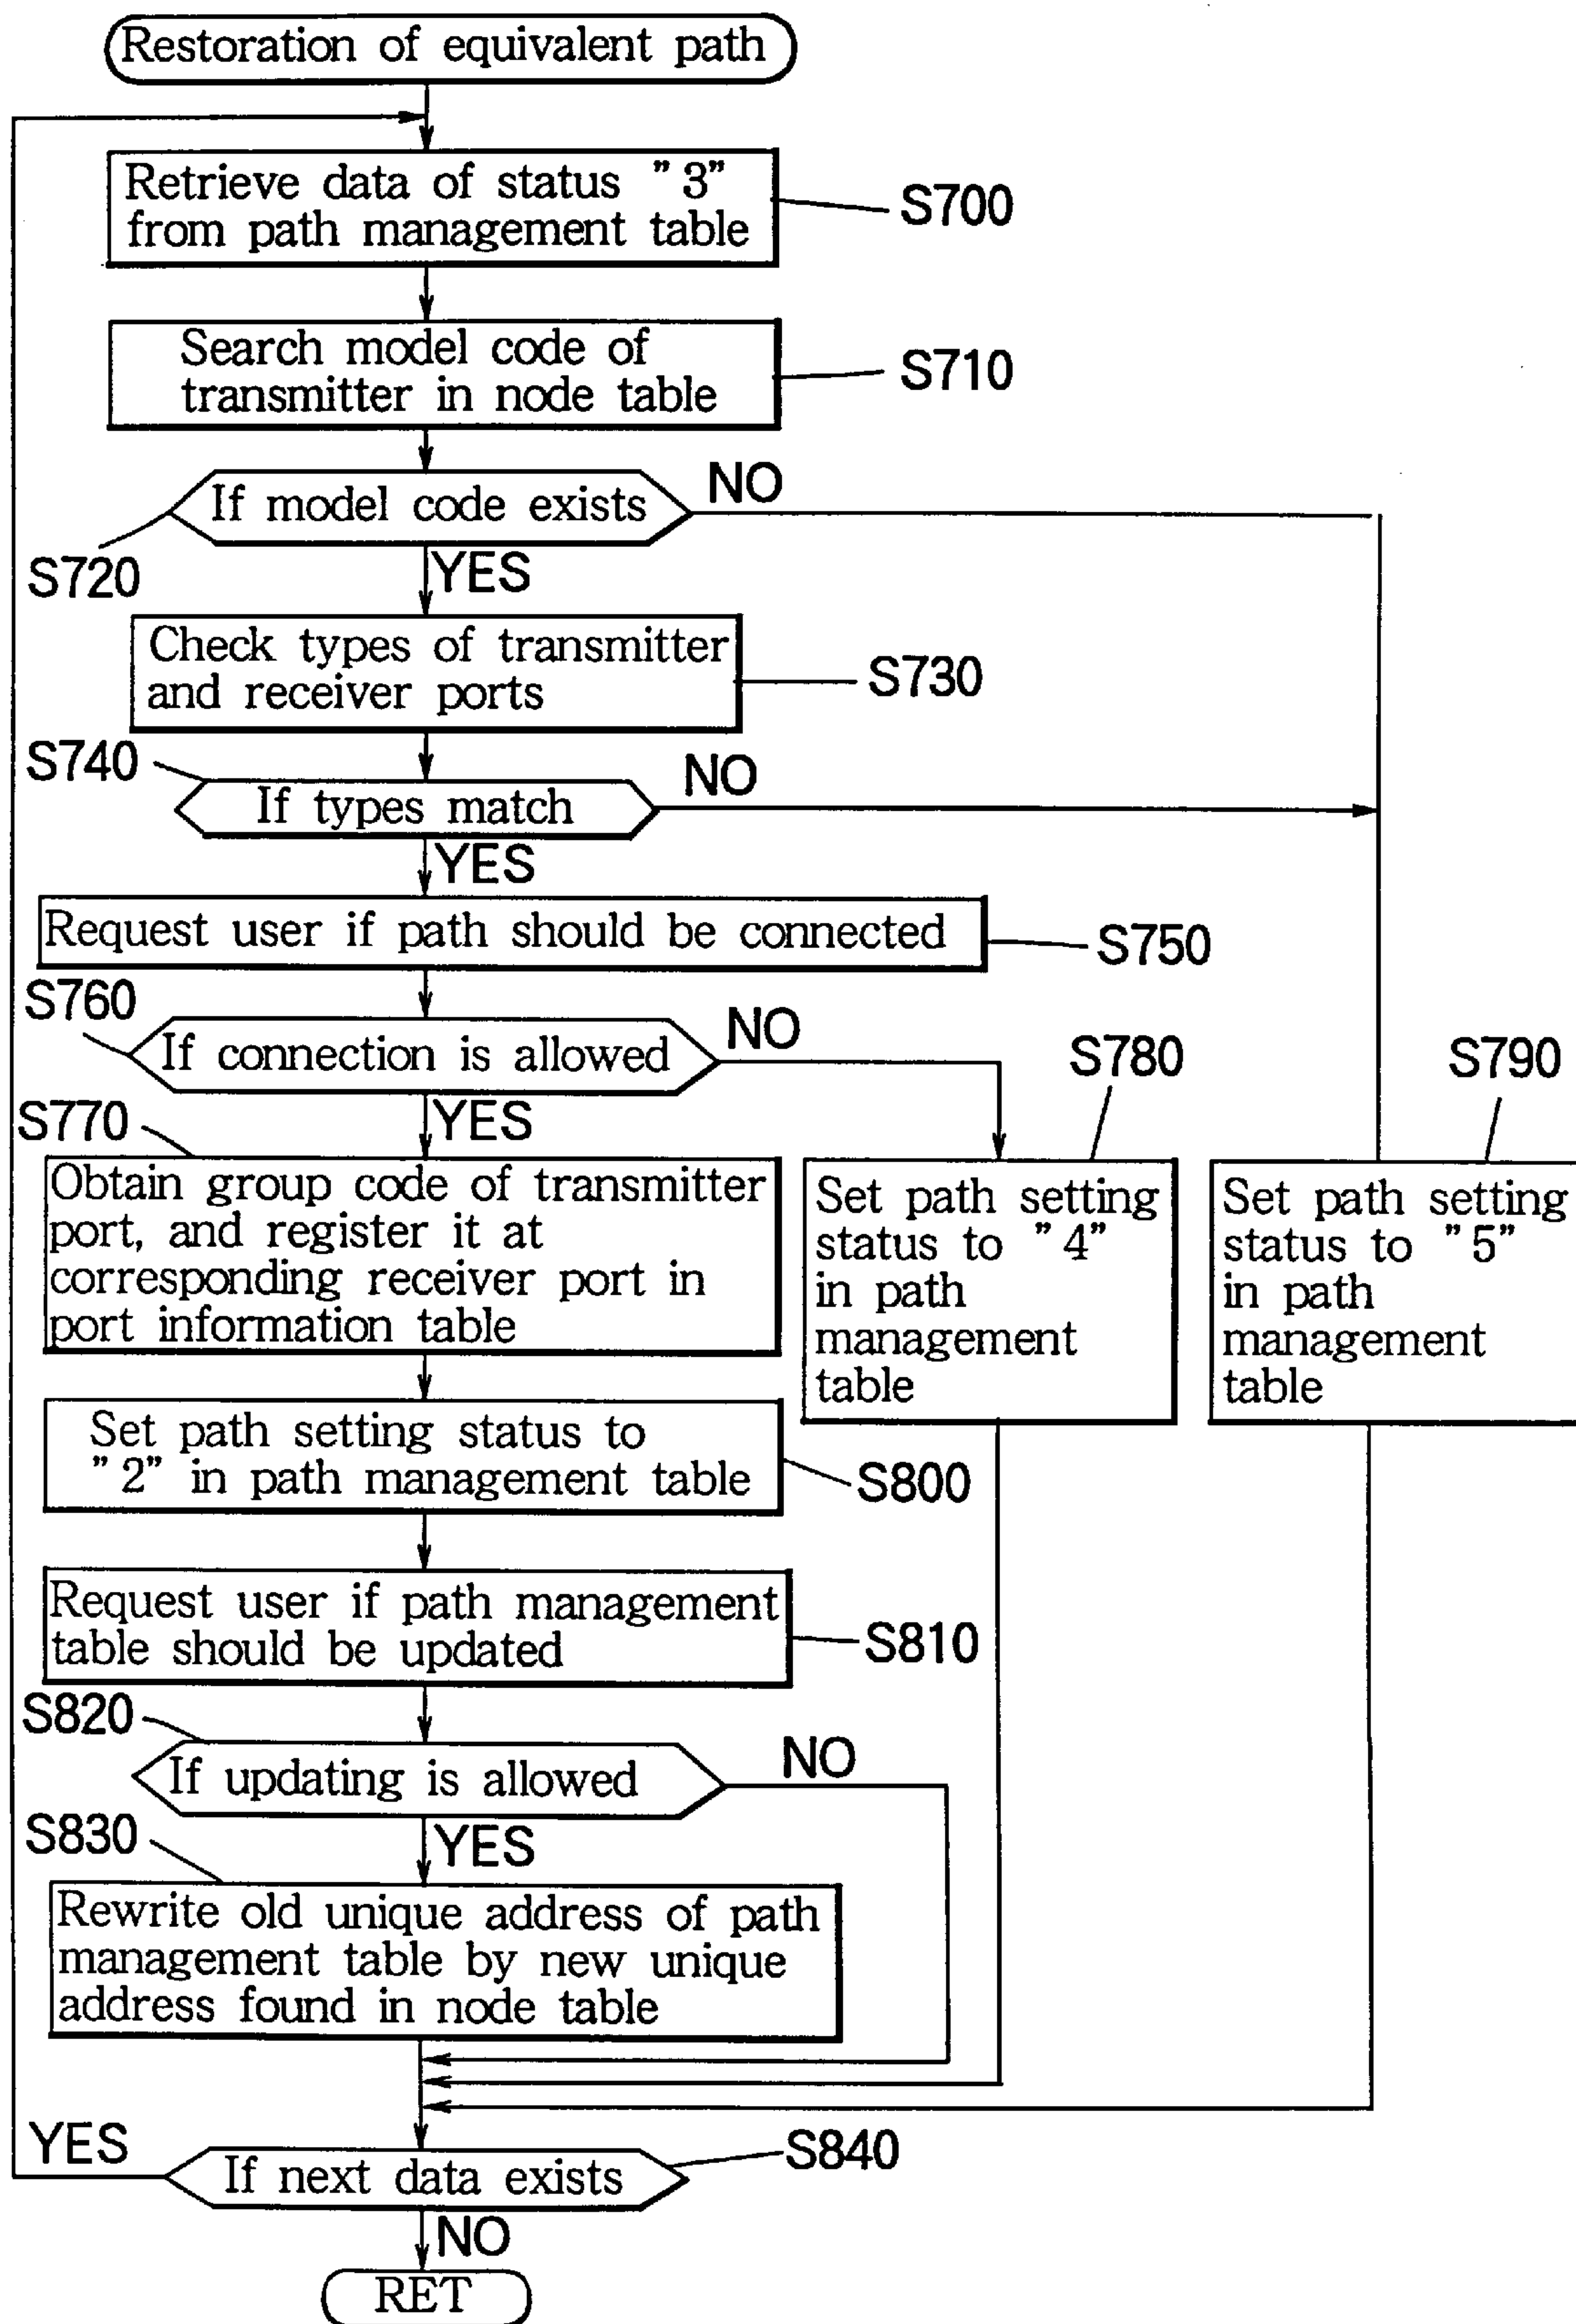 Restoration of equivalent path
Retrieve data of status "3"
from path management table
S700
Search model code of
transmitter in node table
S710
If model code exists
NO
S720
YES
Check types of transmitter
and receiver ports
S730
S740
If types match
NO
YES
Request user if path should be connected
S750
S760
If connection is allowed
NO
S780
S790
S770
YES
Obtain group code of transmitter
port, and register it at
corresponding receiver port in
port information table
Set path setting
status to "4"
in path
management
table
Set path setting
status to "5"
in path
management
table
Set path setting status to
"2" in path management table
S800
Request user if path management
table should be updated
S810
S820
If updating is allowed
NO
S830
YES
Rewrite old unique address of path
management table by new unique
address found in node table
YES
If next data exists
S840
NO
RET